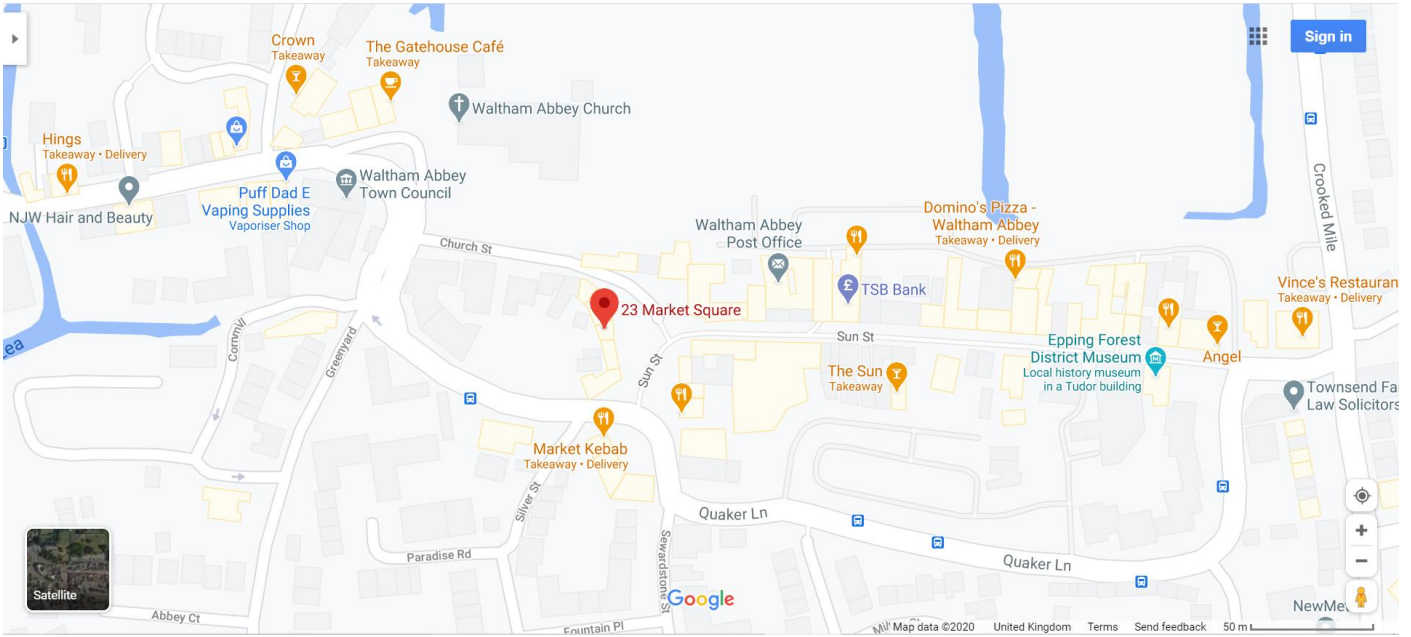 Crown
Takeaway
The Gatehouse Café
Takeaway
Sign in
Waltham Abbey Church
Hings
Takeaway • Delivery
Waltham Abbey
Town Council
Puff Dad E
Vaping Supplies
Vaporiser Shop
NJW Hair and Beauty
Crooked Mile
Domino's Pizza -
Waltham Abbey
Takeaway • Delivery
Waltham Abbey
Post Office
Church St
TSB Bank
Vince's Restauran
Takeaway • Delivery
23 Market Square
Sun St
Epping Forest
District Museum
Local history museum
in a Tudor building
Angel
Greenyard
ea
Sun St
The Sun
Takeaway
Townsend Fa
Law Solicitors
Market Kebab
Takeaway • Delivery
Silver St
Quaker Ln
Sewardstone St
Paradise Rd
Quaker Ln
Satellite
Google
Abbey Ct
Fountain Pl
NewMe
Map data ©2020 United Kingdom Terms Send feedback 50 m